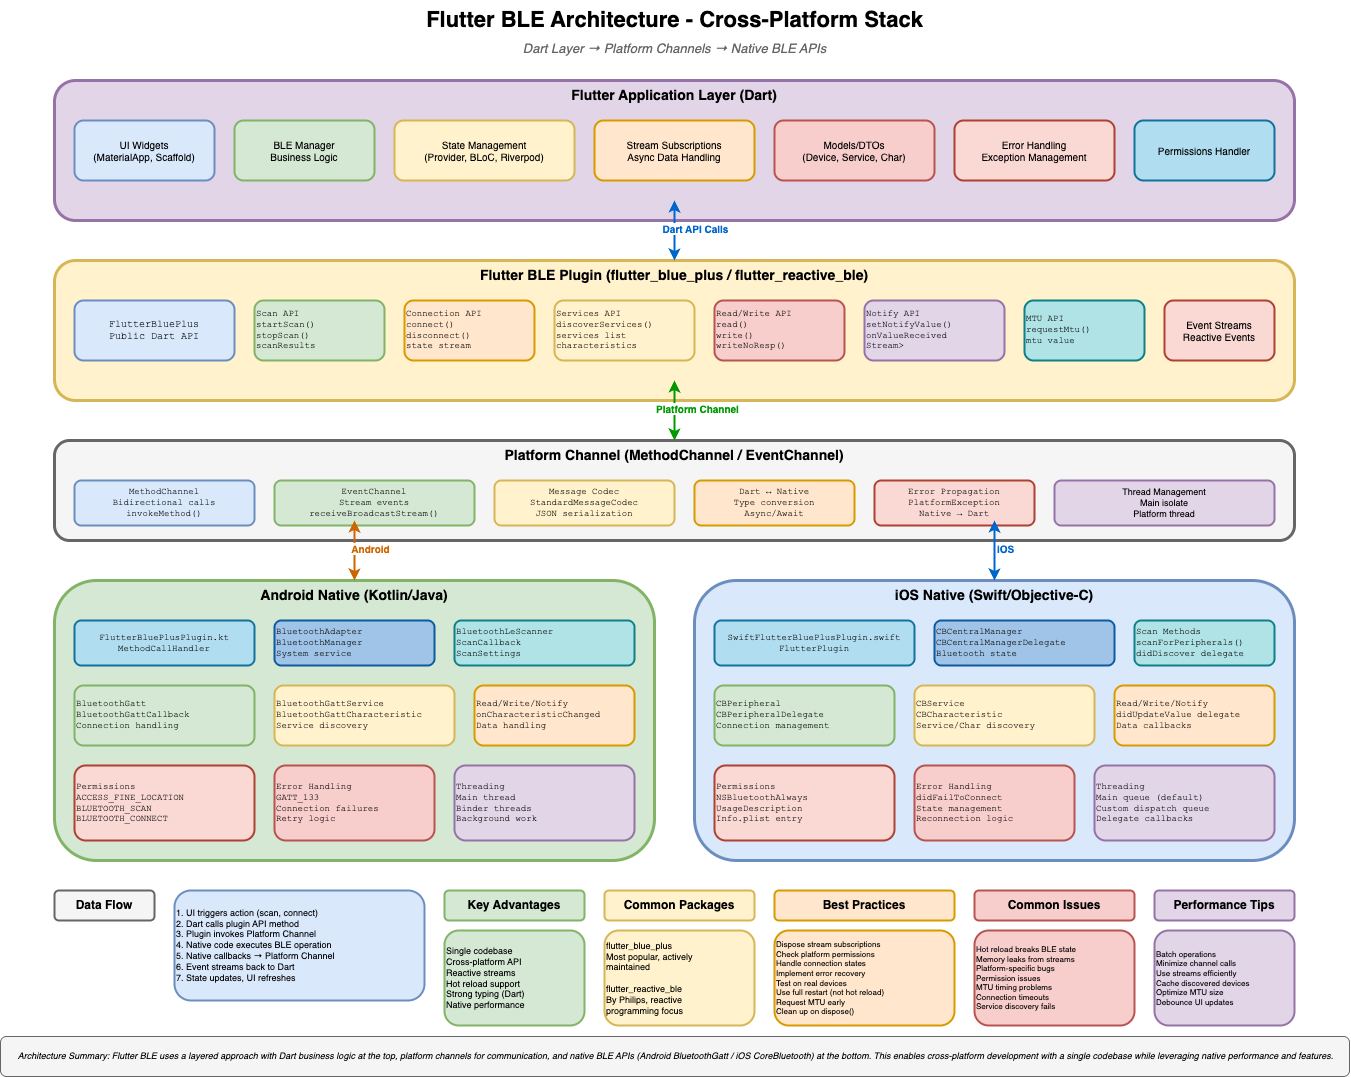 Flutter BLE Architecture - Cross-Platform Stack
Dart Layer → Platform Channels → Native BLE APIs
Flutter Application Layer (Dart)
UI Widgets
(MaterialApp, Scaffold)
BLE Manager
Business Logic
State Management
(Provider, BLoC, Riverpod)
Stream Subscriptions
Async Data Handling
Models/DTOs
(Device, Service, Char)
Error Handling
Exception Management
Permissions Handler
Dart API Calls
Flutter BLE Plugin (flutter_blue_plus / flutter_reactive_ble)
FlutterBluePlus
Public Dart API
Scan API
startScan()
stopScan()
scanResults
Connection API
connect()
disconnect()
state stream
Services API
discoverServices()
services list
characteristics
Read/Write API
read()
write()
writeNoResp()
Notify API
setNotifyValue()
onValueReceived
Stream>
MTU API
requestMtu()
mtu value
Event Streams
Reactive Events
Platform Channel
Platform Channel (MethodChannel / EventChannel)
MethodChannel
Bidirectional calls
invokeMethod()
EventChannel
Stream events
receiveBroadcastStream()
Message Codec
StandardMessageCodec
JSON serialization
Dart ↔ Native
Type conversion
Async/Await
Error Propagation
PlatformException
Native → Dart
Thread Management
Main isolate
Platform thread
Android
iOS
Android Native (Kotlin/Java)
FlutterBluePlusPlugin.kt
MethodCallHandler
BluetoothAdapter
BluetoothManager
System service
BluetoothLeScanner
ScanCallback
ScanSettings
BluetoothGatt
BluetoothGattCallback
Connection handling
BluetoothGattService
BluetoothGattCharacteristic
Service discovery
Read/Write/Notify
onCharacteristicChanged
Data handling
Permissions
ACCESS_FINE_LOCATION
BLUETOOTH_SCAN
BLUETOOTH_CONNECT
Error Handling
GATT_133
Connection failures
Retry logic
Threading
Main thread
Binder threads
Background work
iOS Native (Swift/Objective-C)
SwiftFlutterBluePlusPlugin.swift
FlutterPlugin
CBCentralManager
CBCentralManagerDelegate
Bluetooth state
Scan Methods
scanForPeripherals()
didDiscover delegate
CBPeripheral
CBPeripheralDelegate
Connection management
CBService
CBCharacteristic
Service/Char discovery
Read/Write/Notify
didUpdateValue delegate
Data callbacks
Permissions
NSBluetoothAlways
UsageDescription
Info.plist entry
Error Handling
didFailToConnect
State management
Reconnection logic
Threading
Main queue (default)
Custom dispatch queue
Delegate callbacks
Data Flow
1. UI triggers action (scan, connect)
2. Dart calls plugin API method
3. Plugin invokes Platform Channel
4. Native code executes BLE operation
5. Native callbacks → Platform Channel
6. Event streams back to Dart
7. State updates, UI refreshes
Key Advantages
Single codebase
Cross-platform API
Reactive streams
Hot reload support
Strong typing (Dart)
Native performance
Common Packages
flutter_blue_plus
Most popular, actively
maintained
flutter_reactive_ble
By Philips, reactive
programming focus
Best Practices
Dispose stream subscriptions
Check platform permissions
Handle connection states
Implement error recovery
Test on real devices
Use full restart (not hot reload)
Request MTU early
Clean up on dispose()
Common Issues
Hot reload breaks BLE state
Memory leaks from streams
Platform-specific bugs
Permission issues
MTU timing problems
Connection timeouts
Service discovery fails
Performance Tips
Batch operations
Minimize channel calls
Use streams efficiently
Cache discovered devices
Optimize MTU size
Debounce UI updates
Architecture Summary: Flutter BLE uses a layered approach with Dart business logic at the top, platform channels for communication, and native BLE APIs (Android BluetoothGatt / iOS CoreBluetooth) at the bottom. This enables cross-platform development with a single codebase while leveraging native performance and features.